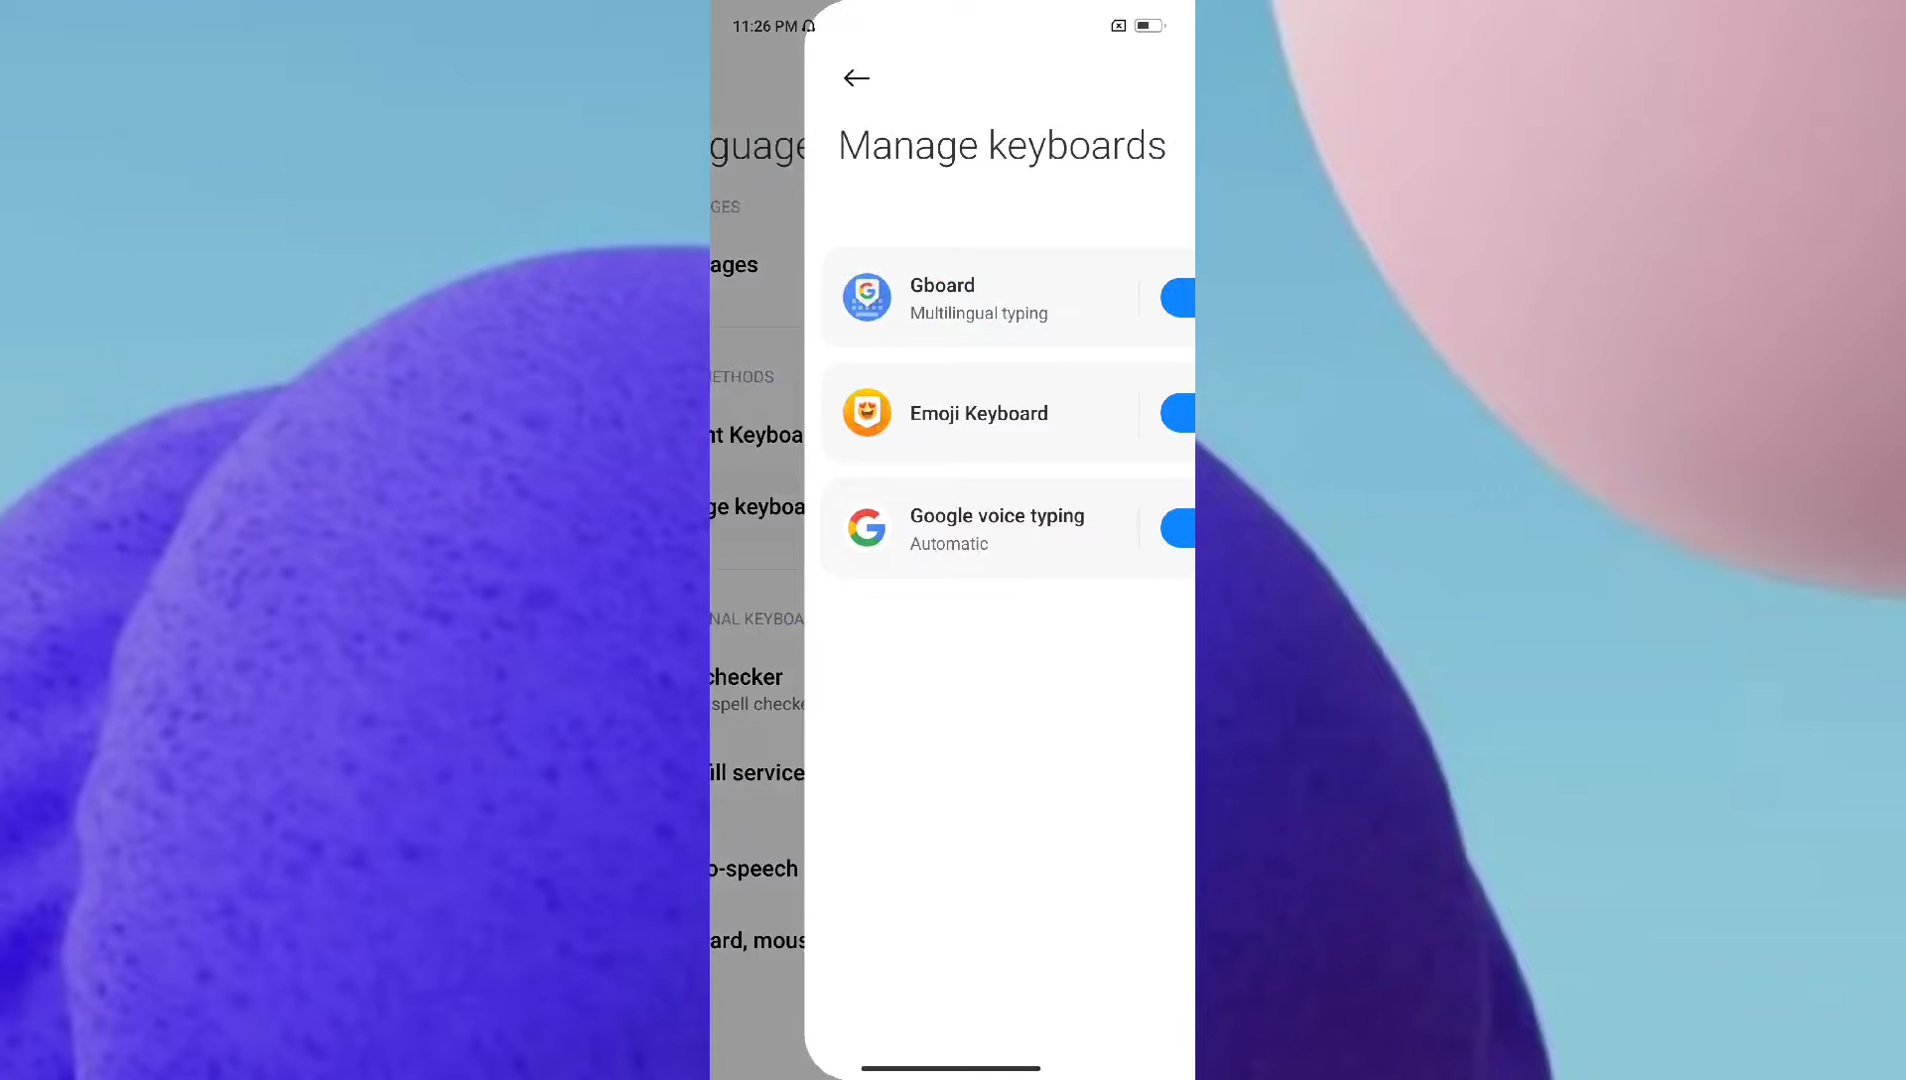 11:26 PM
guage
Manage keyboards
GES
ages
Gboard
Multilingual typing
ETHODS
nt Keyboa
Emoji Keyboard
ge keyboa
Google voice typing
Automatic
NAL KEYBOA
checker
spell checke
ill service
o-speech
ard, mous